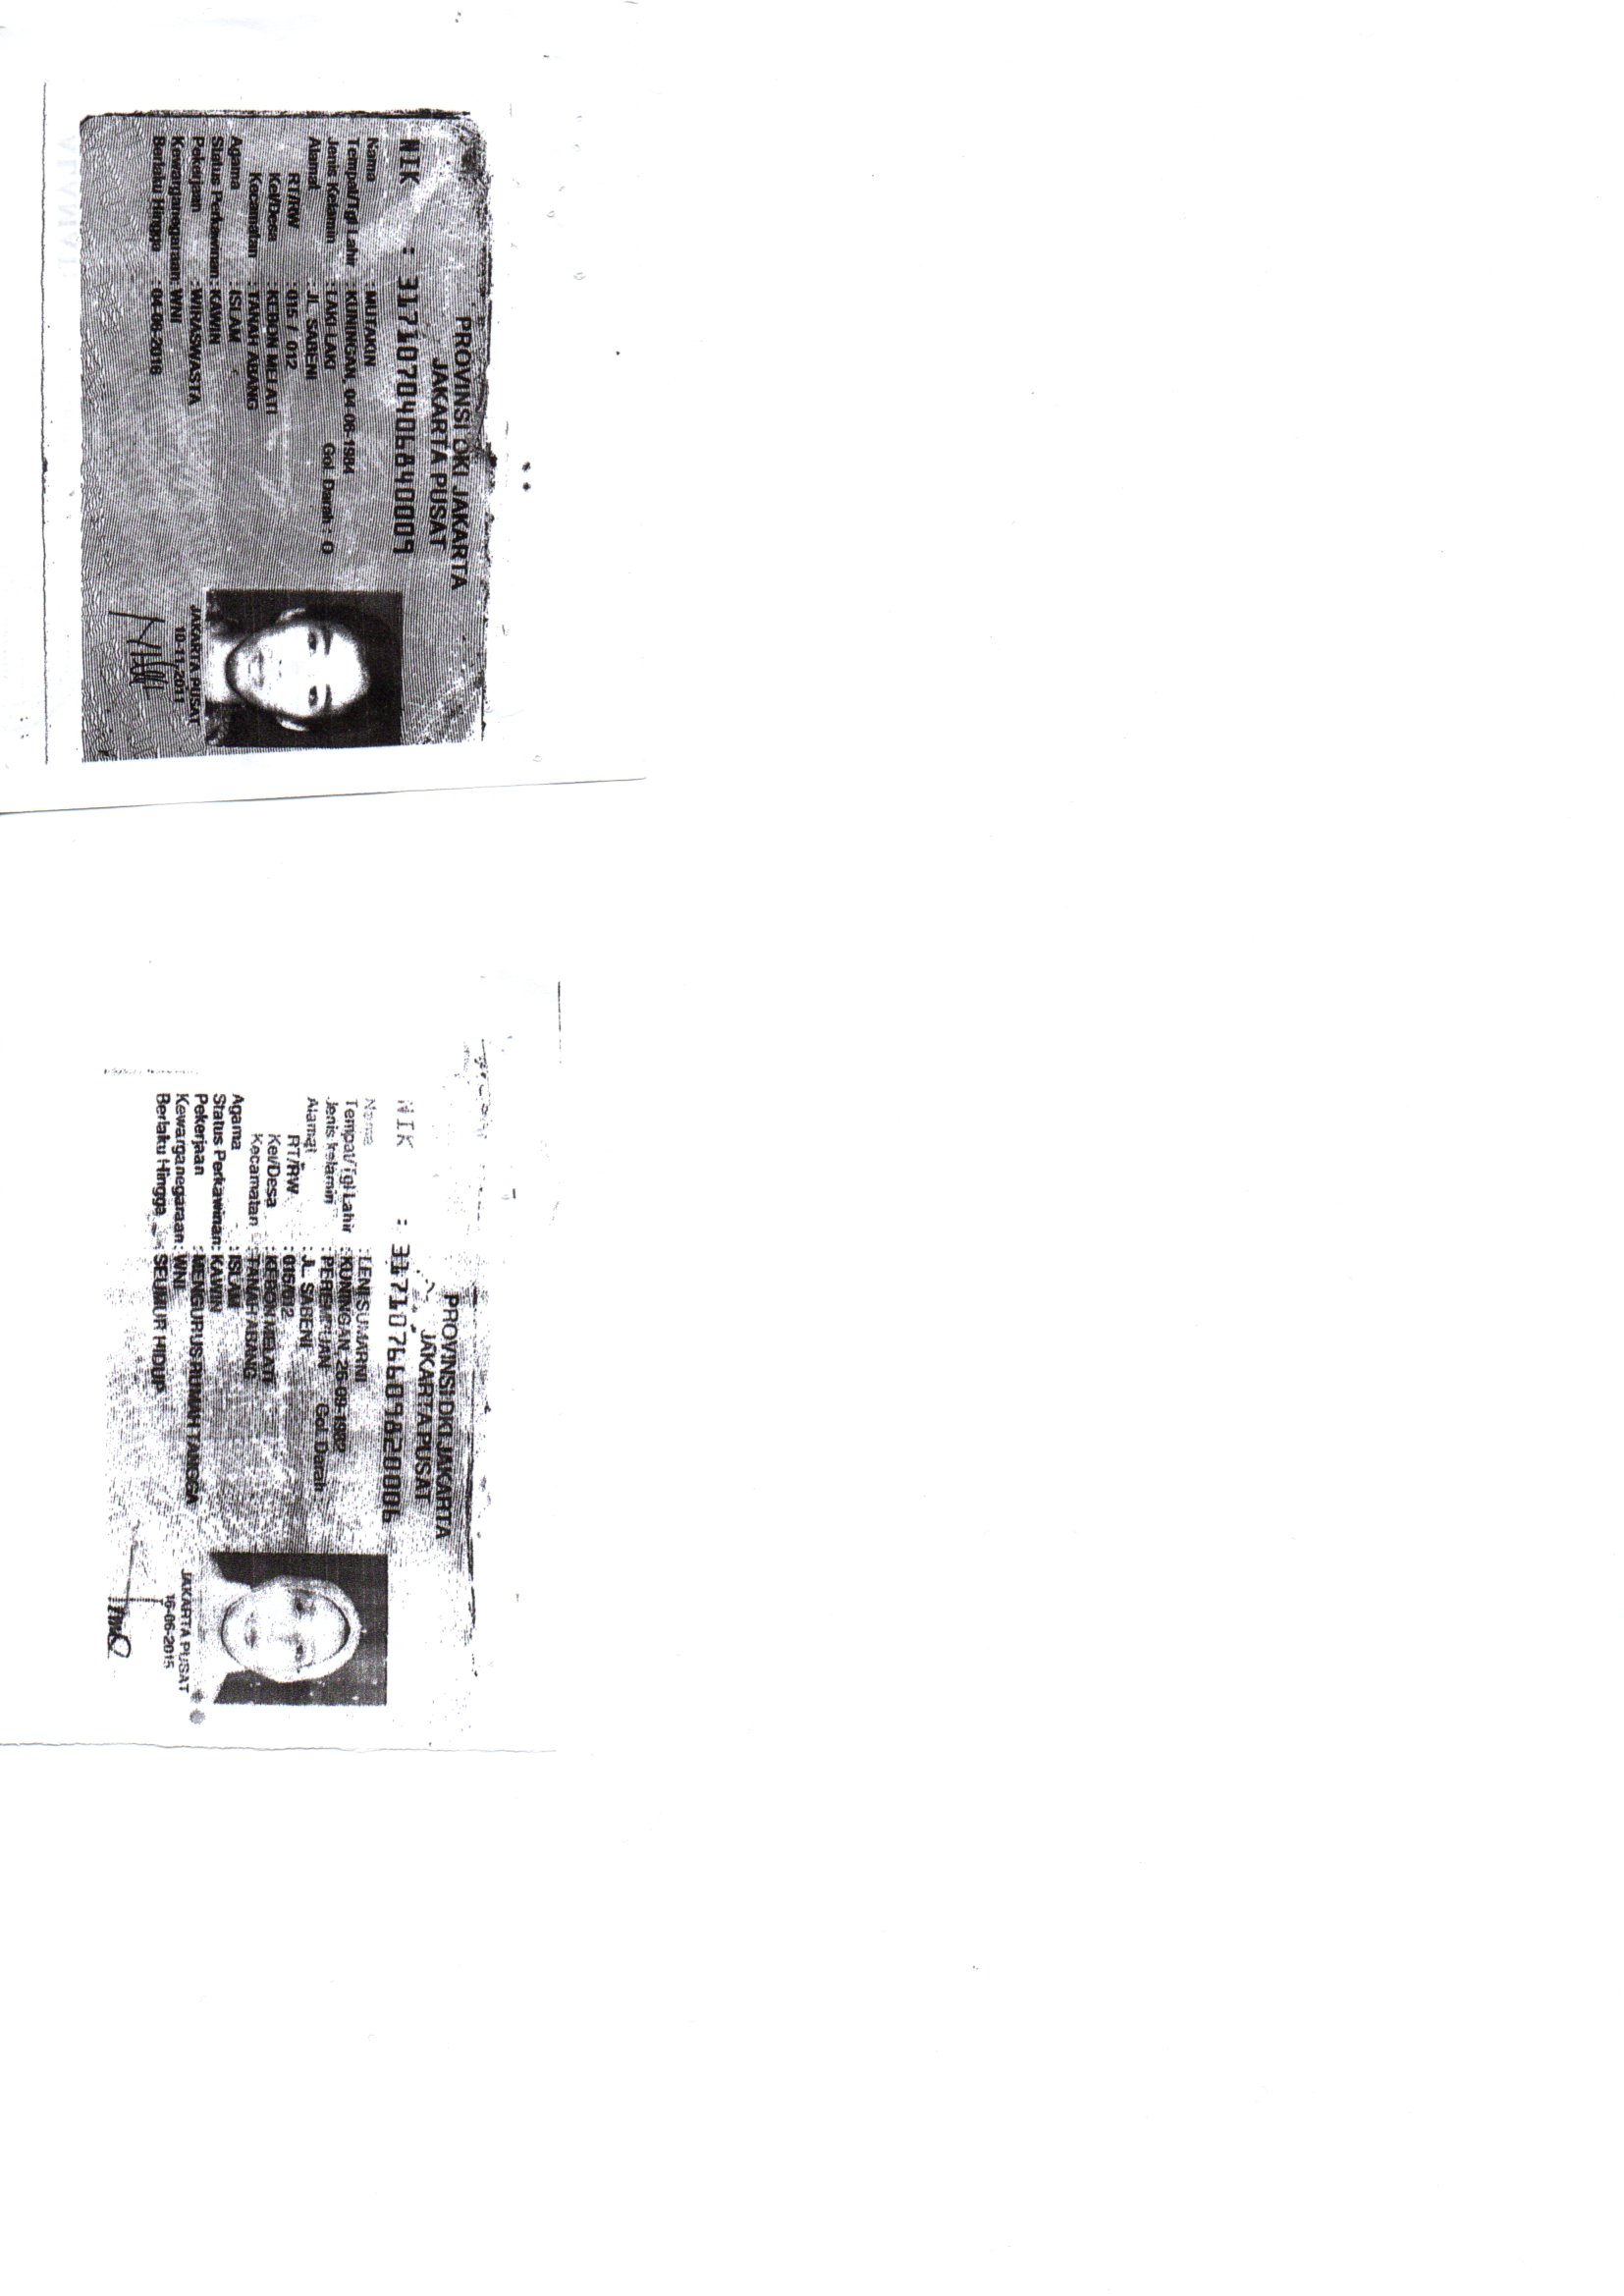 PROVINSI DKI JAKARTA
JAKARTA PUSAT
NIK : 3171070406840009
Nama : MUTAKIN
Tempat/Tgl Lahir : KUNINGAN, 04-06-1984
Jenis Kelamin : LAKI-LAKI Gol. Darah : O
Alamat : JL. SABENI
RT/RW : 015 / 012
Kel/Desa : KEBON MELATI
Kecamatan : TANAH ABANG
Agama : ISLAM
Status Perkawinan: KAWIN
Pekerjaan : WIRASWASTA
Kewarganegaraan: WNI
Berlaku Hingga : 04-06-2016
JAKARTA PUSAT
10-11-2011
PROVINSI DKI JAKARTA
JAKARTA PUSAT
NIK : 3171076609820006
Nama : LENI SUMARNI
Tempat/Tgl Lahir : KUNINGAN, 26-09-1982
Jenis Kelamin : PEREMPUAN Gol. Darah :
Alamat : JL. SABENI
RT/RW : 015/012
Kel/Desa : KEBON MELATI
Kecamatan : TANAH ABANG
Agama : ISLAM
Status Perkawinan: KAWIN
Pekerjaan : MENGURUS RUMAH TANGGA
Kewarganegaraan: WNI
Berlaku Hingga : SEUMUR HIDUP
JAKARTA PUSAT
16-06-2015